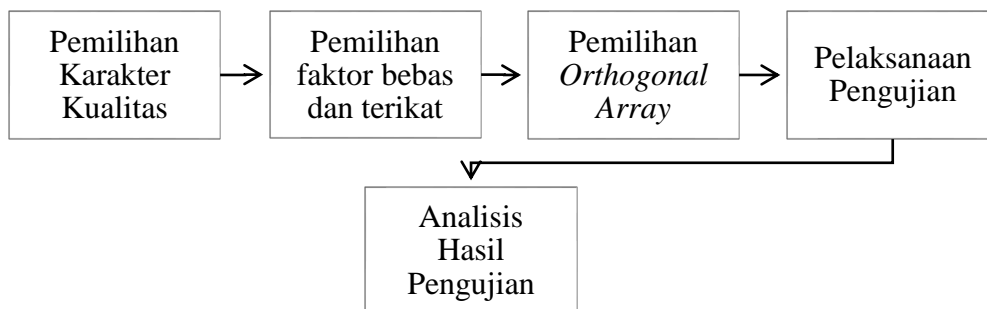 Pemilihan
Karakter
Kualitas
Pemilihan
faktor bebas
dan terikat
Pemilihan
Orthogonal
Array
Pelaksanaan
Pengujian
Analisis
Hasil
Pengujian